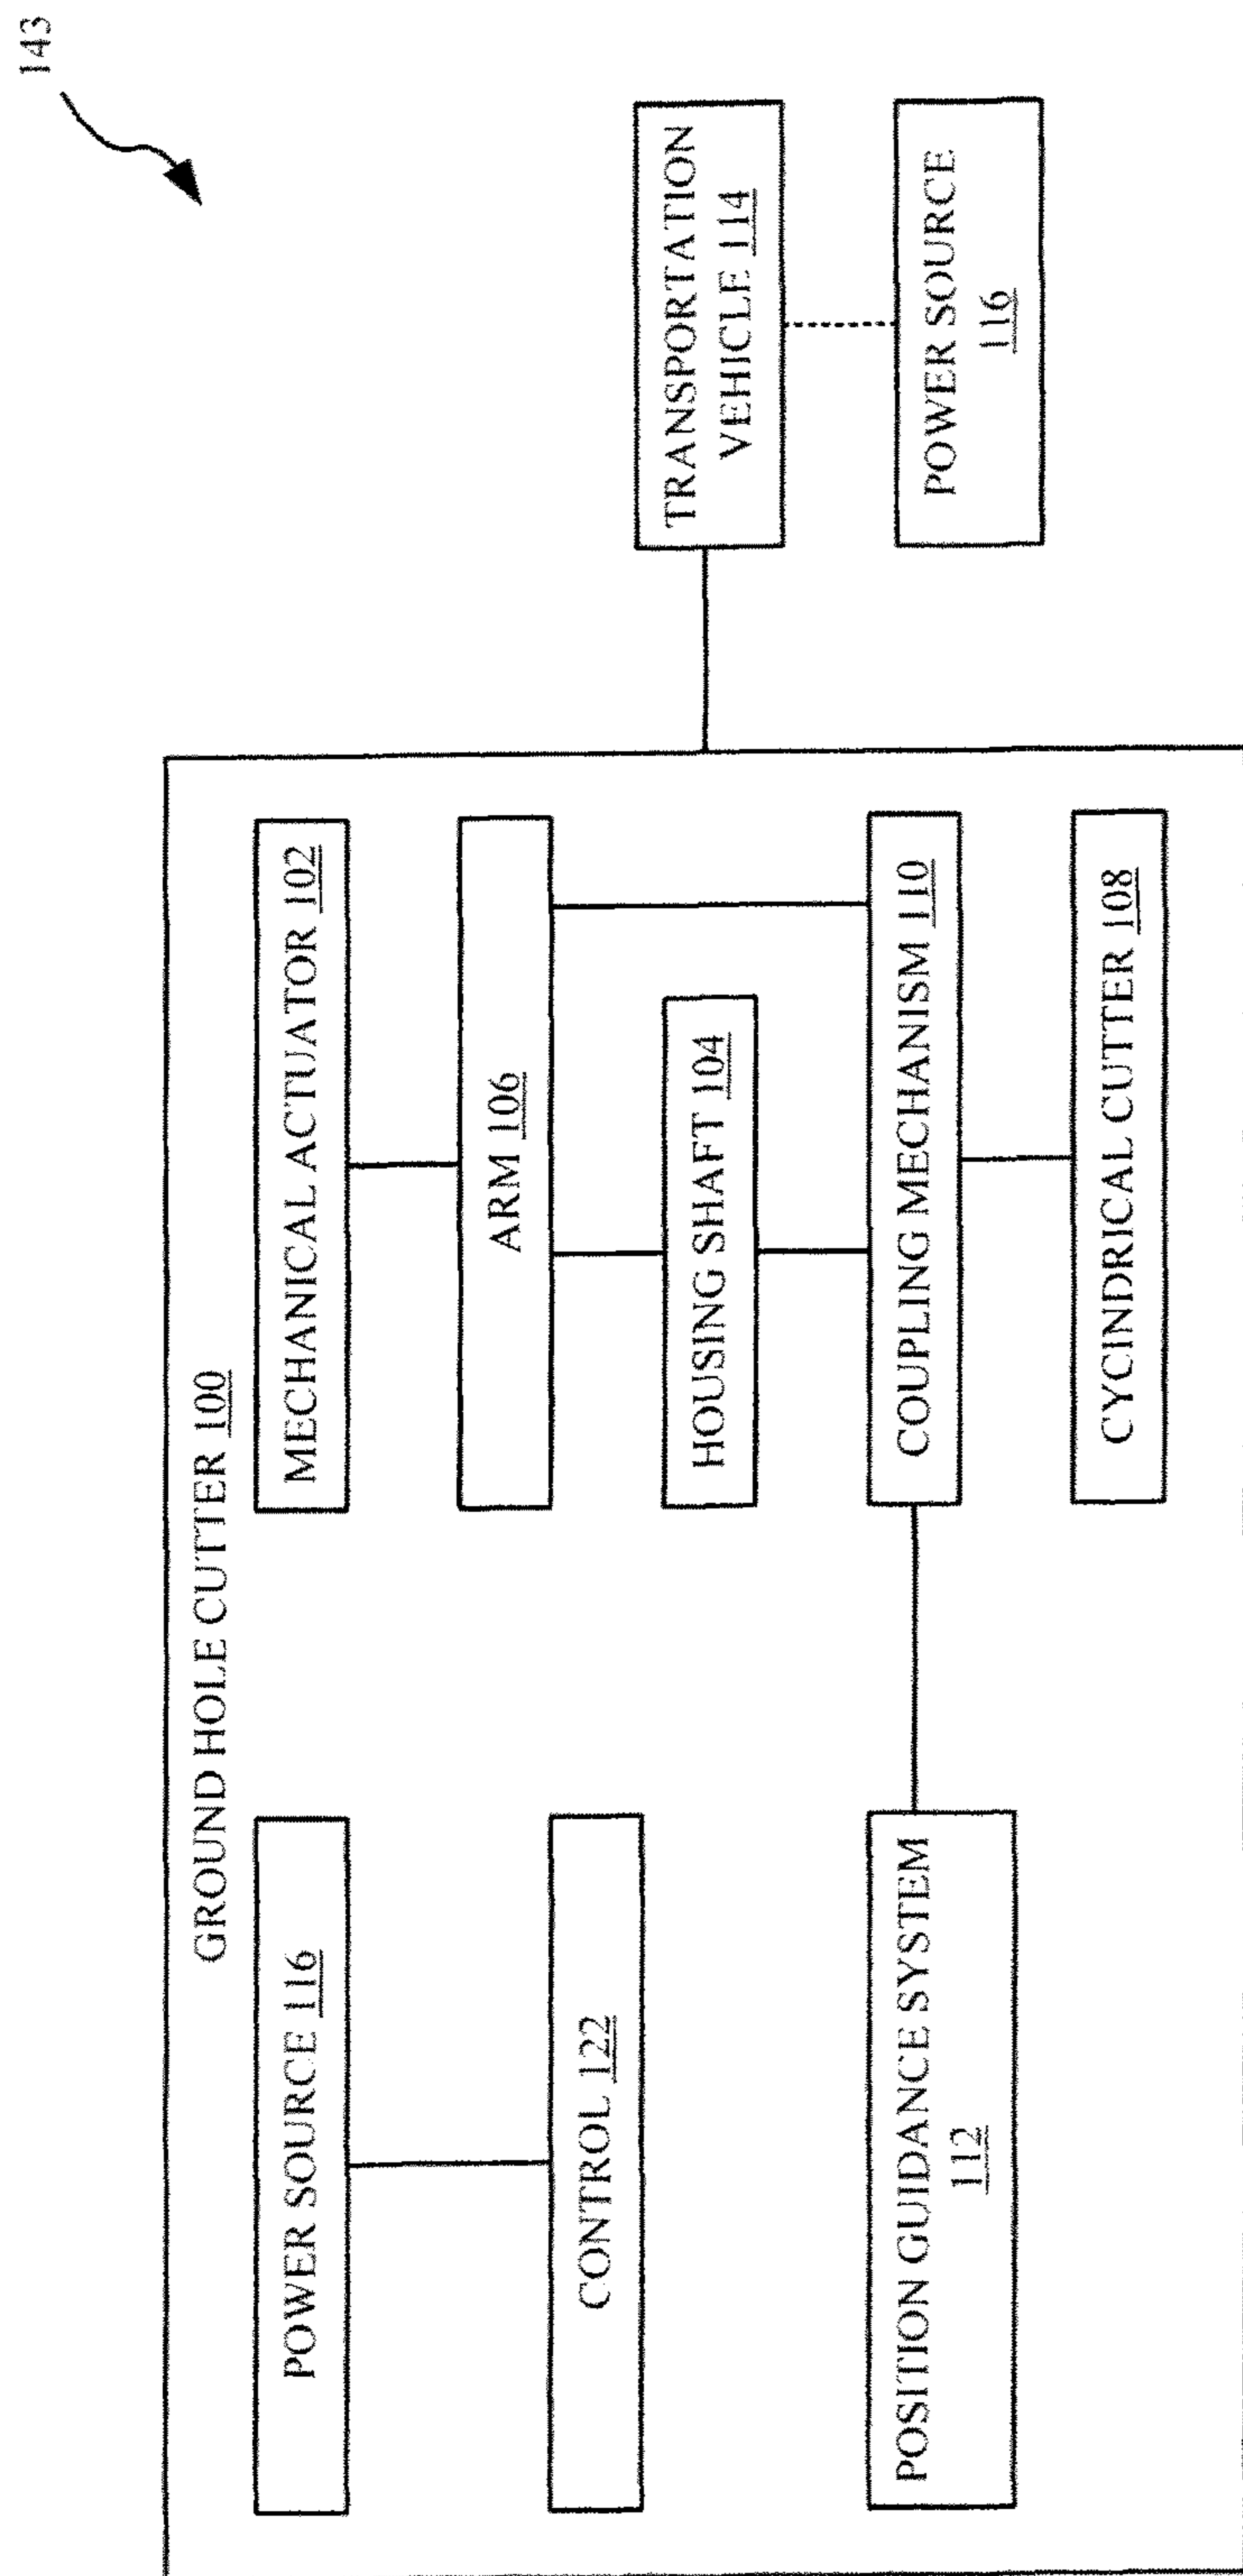 143
GROUND HOLE CUTTER 100
POWER SOURCE 116
MECHANICAL ACTUATOR 102
ARM 106
CONTROL 122
HOUSING SHAFT 104
TRANSPORTATION
VEHICLE 114
POSITION GUIDANCE SYSTEM
112
COUPLING MECHANISM 110
POWER SOURCE
116
CYCINDRICAL CUTTER 108